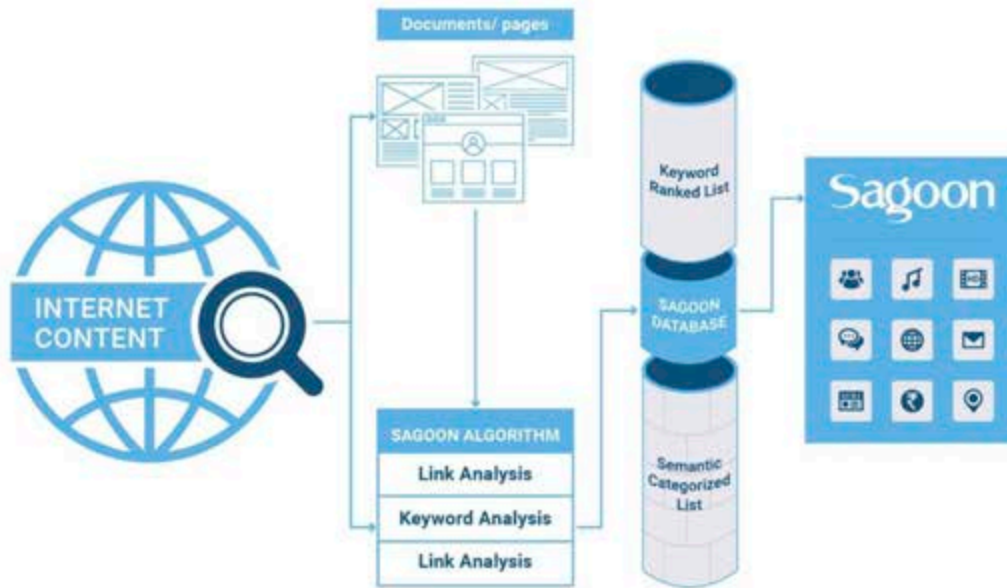 Documents/ pages
INTERNET
CONTENT
SAGOON ALGORITHM
Link Analysis
Keyword Analysis
Link Analysis
Keyword
Ranked List
SAGOON
DATABASE
Semantic
Categorized
List
Sagoon
HD